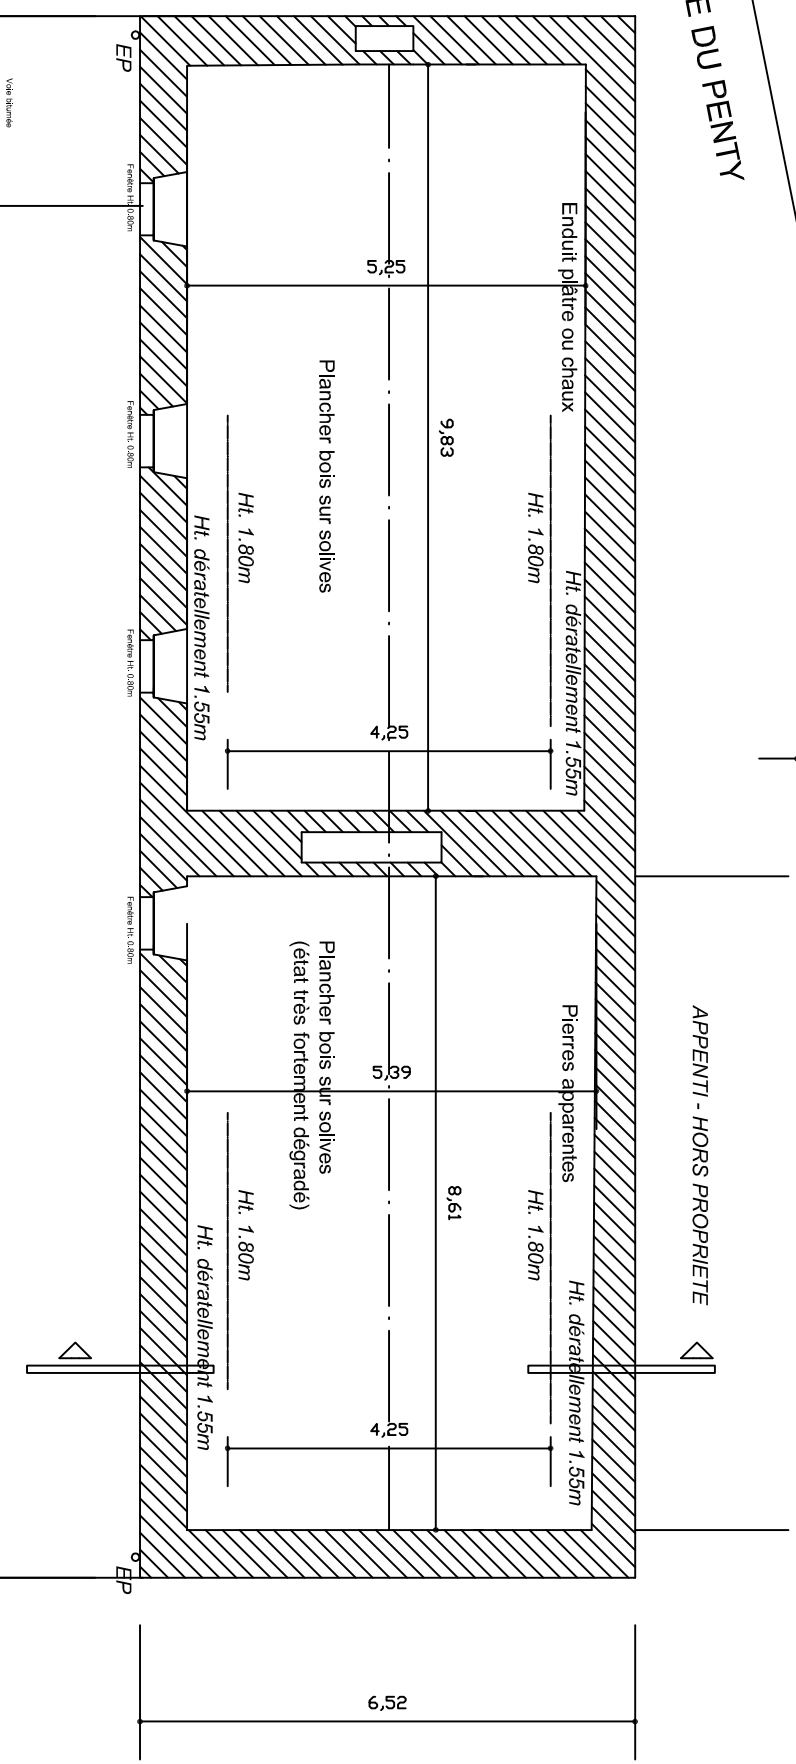 E DU PENTY
EP
Voie bitumée
Fenêtre Ht. 0.80m
Enduit plâtre ou chaux
5,25
Plancher bois sur solives
9,83
Fenêtre Ht. 0.80m
Ht. 1.80m
Ht. 1.80m
Ht. dératellement 1.55m
Ht. dératellement 1.55m
Fenêtre Ht. 0.80m
4,25
Fenêtre Ht. 0.80m
Plancher bois sur solives
(état très fortement dégradé)
Pierres apparentes
APPENTI - HORS PROPRIETE
5,39
8,61
Ht. 1.80m
Ht. 1.80m
Ht. dératellement 1.55m
Ht. dératellement 1.55m
4,25
EP
6,52